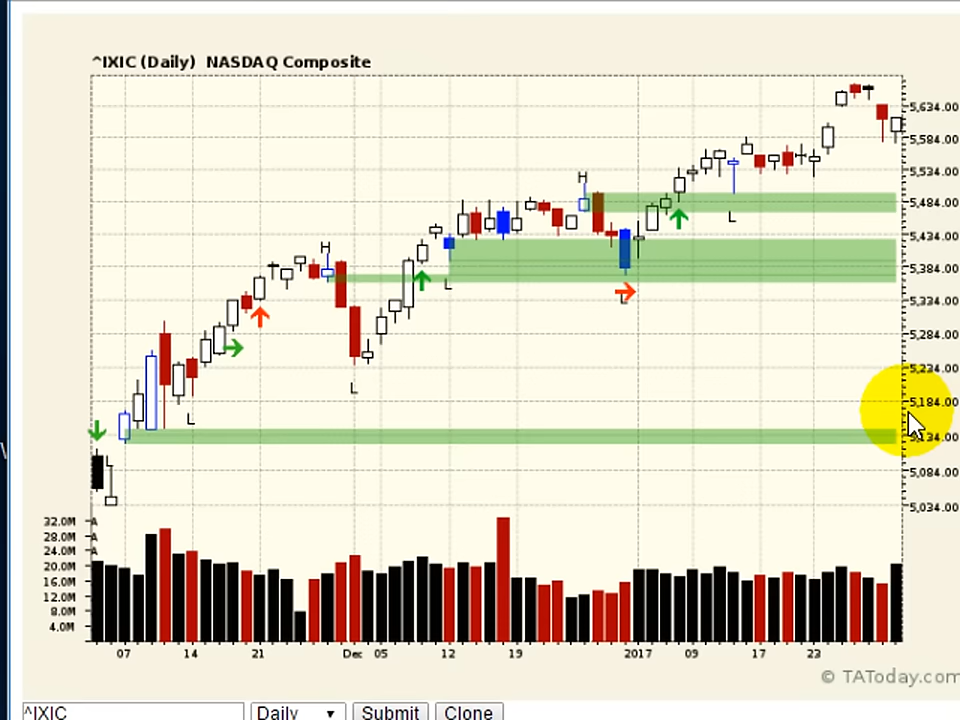 ^IXIC (Daily) NASDAQ Composite
5,634.00
5,584.00
5,534.00
5,484.00
5,434.00
5,384.00
5,334.00
5,284.00
5,234.00
5,184.00
5,134.00
5,084.00
5,034.00
H
H
L
L
L
L
L
L
32.0M A
28.0M A
24.0M A
20.0M
16.0M
12.0M
8.0M
4.0M
07 14 21 Dec 05 12 19 2017 09 17 23
© TAToday.com
^IXIC Daily Submit Clone